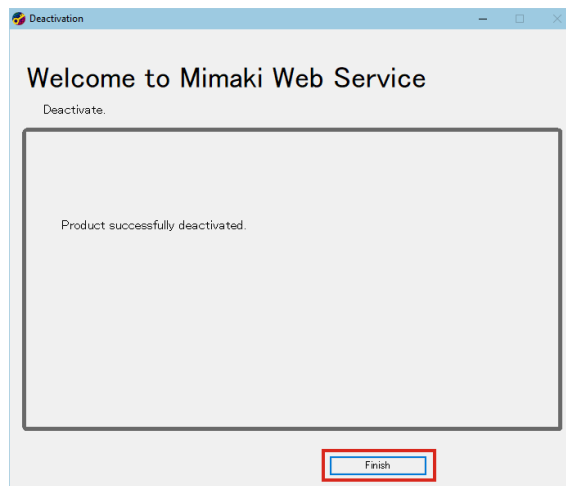 Deactivation
Welcome to Mimaki Web Service
Deactivate.
Product successfully deactivated.
Finish